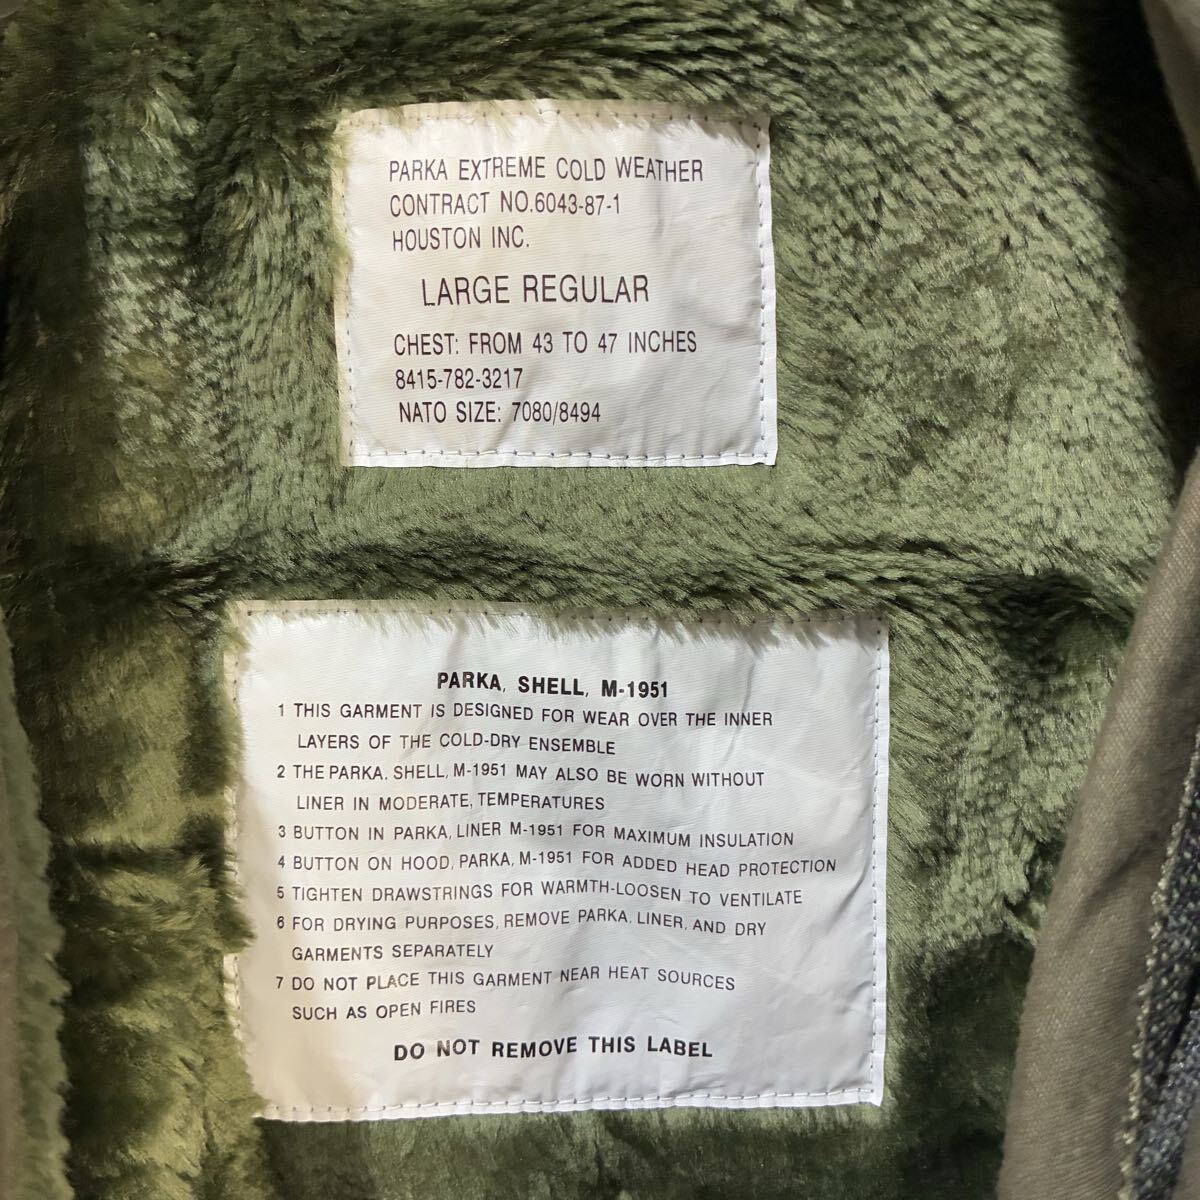 PARKA EXTREME COLD WEATHER
CONTRACT NO.6043-87-1
HOUSTON INC.
LARGE REGULAR
CHEST: FROM 43 TO 47 INCHES
8415-782-3217
NATO SIZE: 7080/8494
PARKA, SHELL, M-1951
1 THIS GARMENT IS DESIGNED FOR WEAR OVER THE INNER
LAYERS OF THE COLD-DRY ENSEMBLE
2 THE PARKA, SHELL, M-1951 MAY ALSO BE WORN WITHOUT
LINER IN MODERATE, TEMPERATURES
3 BUTTON IN PARKA, LINER M-1951 FOR MAXIMUM INSULATION
4 BUTTON ON HOOD, PARKA, M-1951 FOR ADDED HEAD PROTECTION
5 TIGHTEN DRAWSTRINGS FOR WARMTH-LOOSEN TO VENTILATE
6 FOR DRYING PURPOSES, REMOVE PARKA, LINER, AND DRY
GARMENTS SEPARATELY
7 DO NOT PLACE THIS GARMENT NEAR HEAT SOURCES
SUCH AS OPEN FIRES
DO NOT REMOVE THIS LABEL